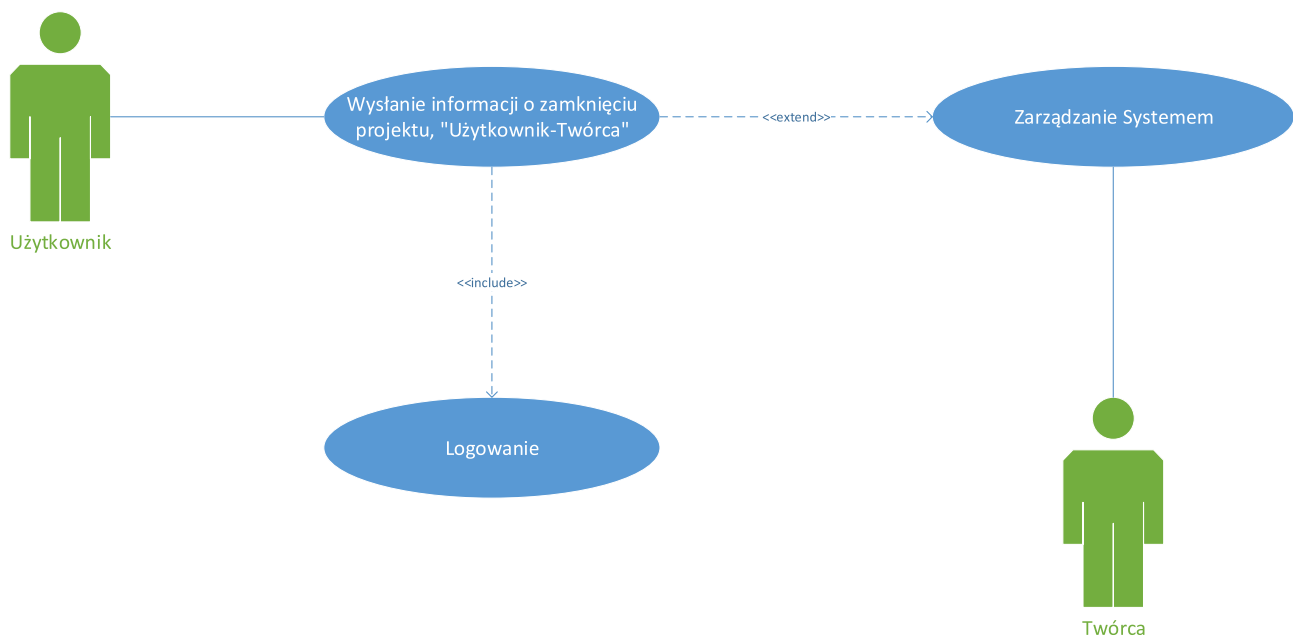 Wysłanie informacji o zamknięciu
projektu, "Użytkownik-Twórca"
<<extend>>
Zarządzanie Systemem
Użytkownik
<<include>>
Logowanie
Twórca